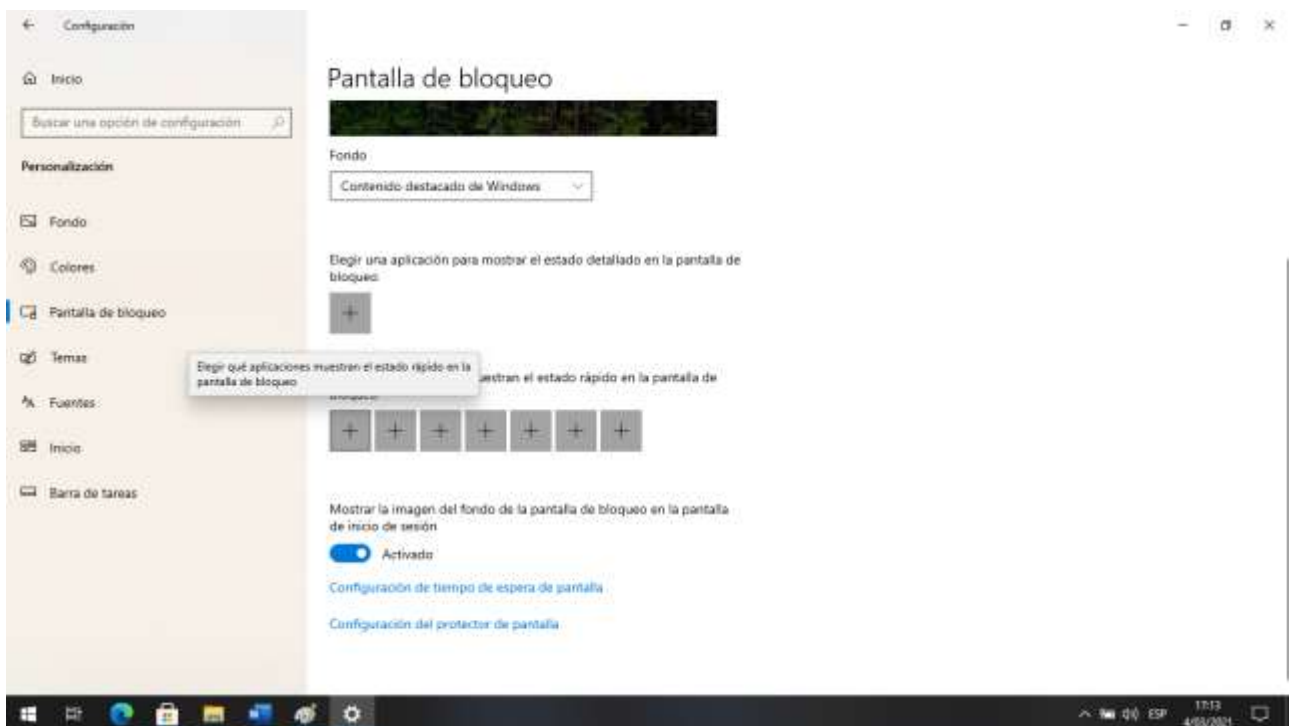 Configuración
Inicio
Buscar una opción de configuración
Personalización
Fondo
Colores
Pantalla de bloqueo
Temas
Fuentes
Inicio
Barra de tareas
Pantalla de bloqueo
Fondo
Contenido destacado de Windows
Elegir una aplicación para mostrar el estado detallado en la pantalla de
bloqueo
Elegir qué aplicaciones muestran el estado rápido en la
pantalla de bloqueo
uestran el estado rápido en la pantalla de
Mostrar la imagen del fondo de la pantalla de bloqueo en la pantalla
de inicio de sesión
Activado
Configuración de tiempo de espera de pantalla
Configuración del protector de pantalla
ESP
17:13
4/03/2021